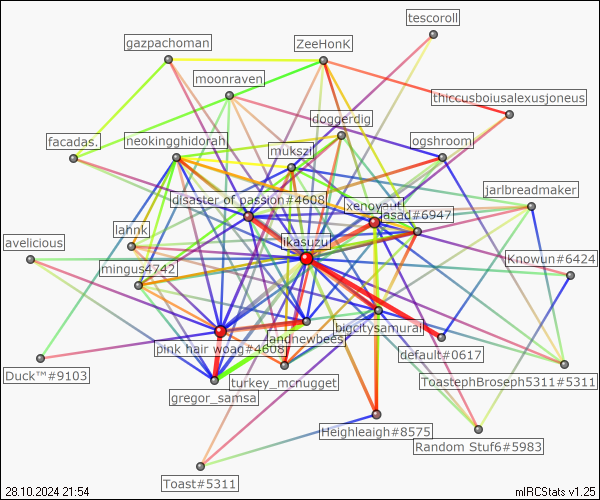 tescoroll
gazpachoman
ZeeHonK
moonraven
thiccusboiusalexusjoneus
doggerdig
facadas.
neokingghidorah
ogshroom
mukszi
jarlbreadmaker
disaster of passion#4608
xenoyaut
asad#6947
lahnk
avelicious
ikasuzu
Knowun#6424
mingus4742
bigcitysamurai
andnewbees
pink hair woag#4608
default#0617
Duck™#9103
turkey_mcnugget
ToastephBroseph5311#5311
gregor_samsa
Heighleaigh#8575
Random Stuf6#5983
Toast#5311
28.10.2024 21:54
mIRCStats v1.25